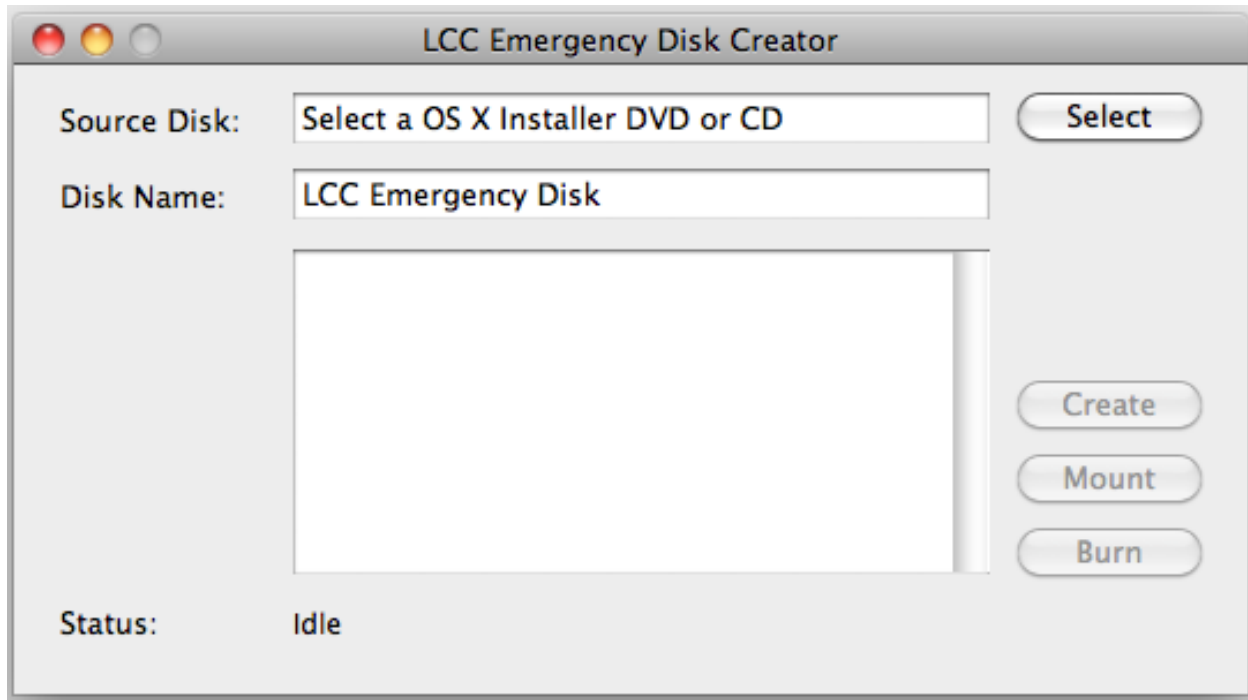 LCC Emergency Disk Creator
Source Disk: Select a OS X Installer DVD or CD Select
Disk Name: LCC Emergency Disk
Create
Mount
Burn
Status: Idle